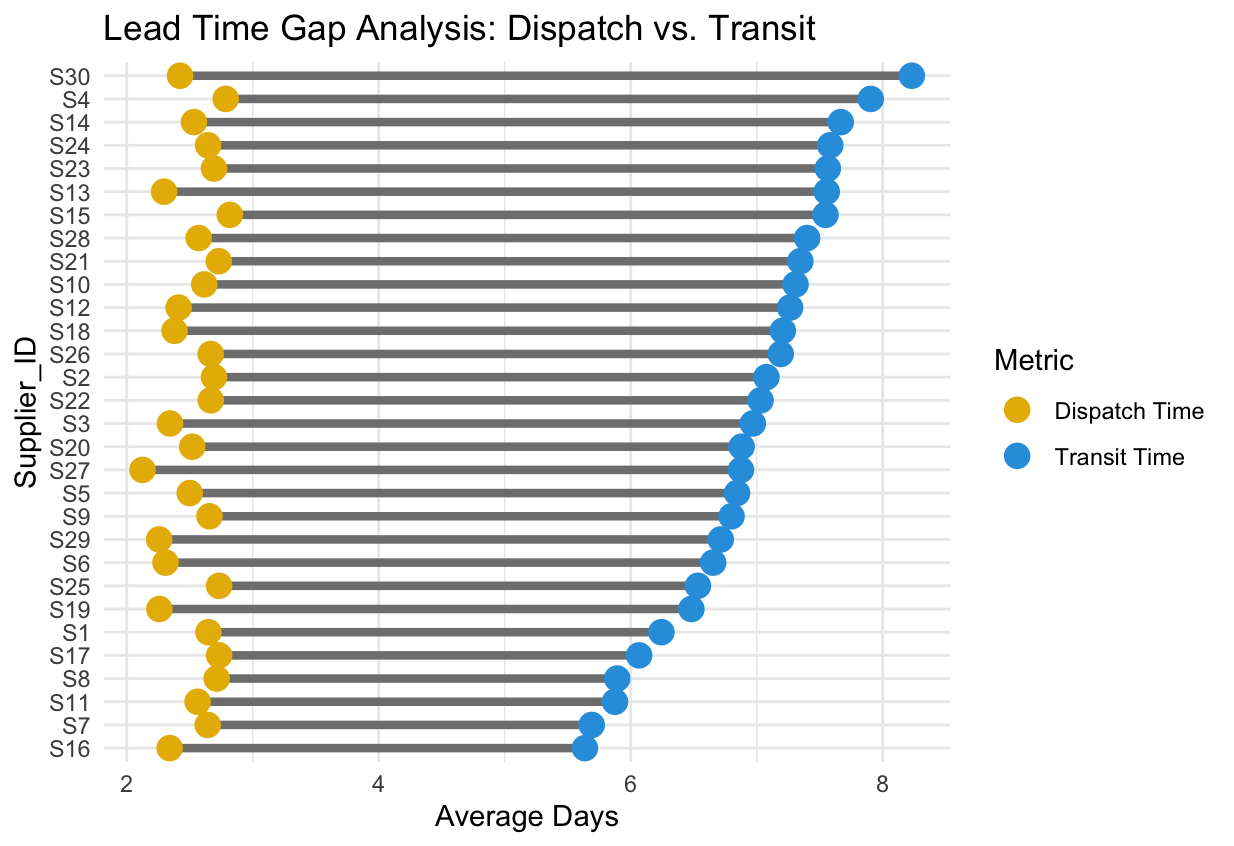 Lead Time Gap Analysis: Dispatch vs. Transit
Supplier_ID
S30
S4
S14
S24
S23
S13
S15
S28
S21
S10
S12
S18
S26
S2
S22
S3
S20
S27
S5
S9
S29
S6
S25
S19
S1
S17
S8
S11
S7
S16
2 4 6 8
Average Days
Metric
Dispatch Time
Transit Time